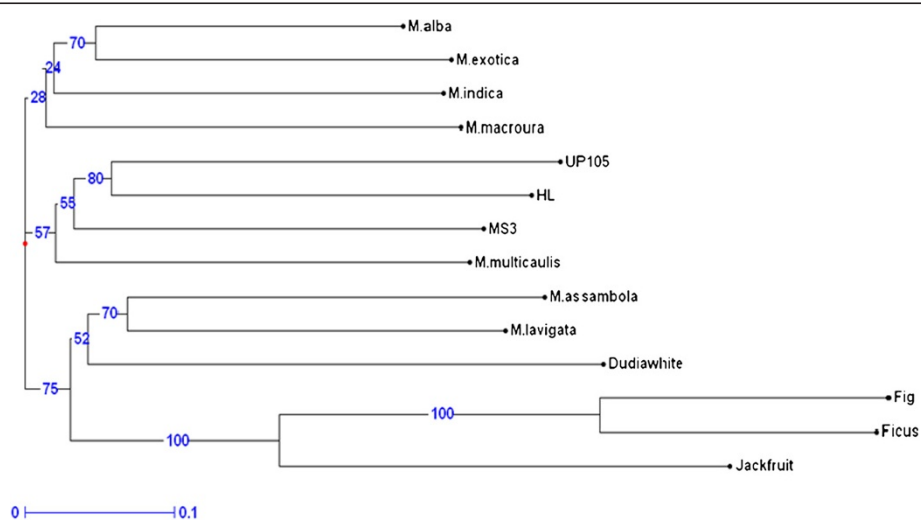 M.alba
70
M.exotica
24
M.indica
28
M.macroura
UP105
80
HL
55
MS3
57
M.multicaulis
M.assambola
70
M.lavigata
52
Dudiawhite
75
Fig
100
Ficus
100
Jackfruit
0 0.1